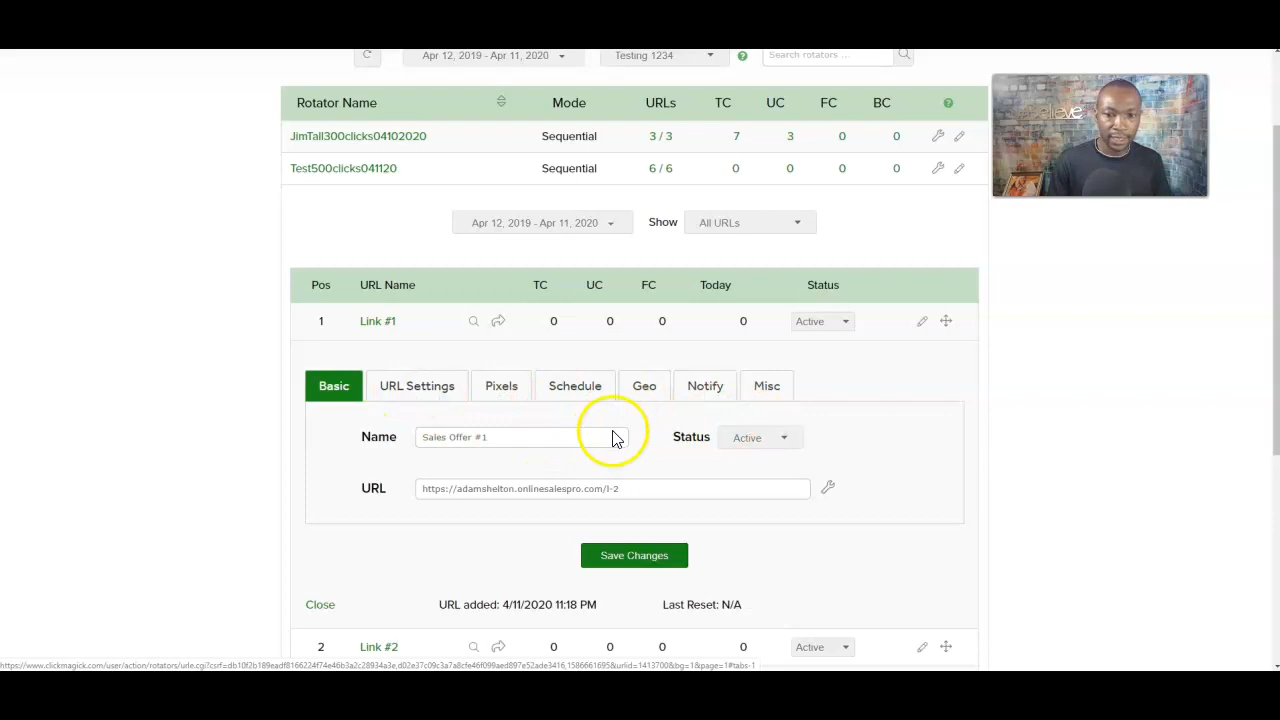 Apr 12, 2019 - Apr 11, 2020 Testing 1234 Search rotators ...
Rotator Name Mode URLs TC UC FC BC
JimTall300clicks04102020 Sequential 3 / 3 7 3 0 0
Test500clicks041120 Sequential 6 / 6 0 0 0 0
Apr 12, 2019 - Apr 11, 2020 Show All URLs
Pos URL Name TC UC FC Today Status
1 Link #1 0 0 0 0 Active
Basic URL Settings Pixels Schedule Geo Notify Misc
Name Sales Offer #1 Status Active
URL https://adamshelton.onlinesalespro.com/l-2
Save Changes
Close URL added: 4/11/2020 11:18 PM Last Reset: N/A
2 Link #2 0 0 0 0 Active